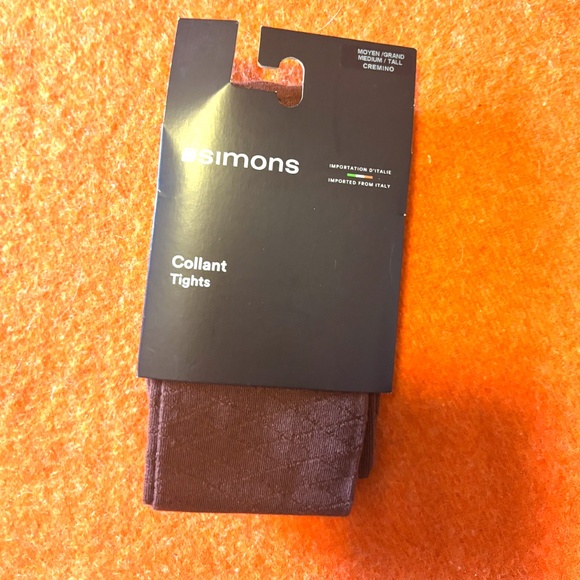 MOYEN/GRAND
MEDIUM / TALL
CREMINO
simons
IMPORTATION D'ITALIE
IMPORTED FROM ITALY
Collant
Tights